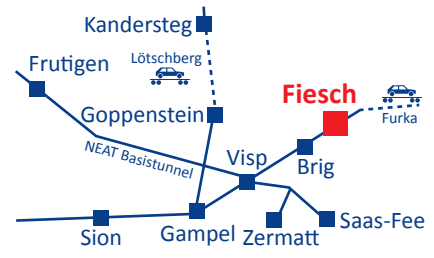 Kandersteg
Frutigen
Lötschberg
Fiesch
Goppenstein
Furka
NEAT Basistunnel
Visp
Brig
Sion
Gampel
Zermatt
Saas-Fee